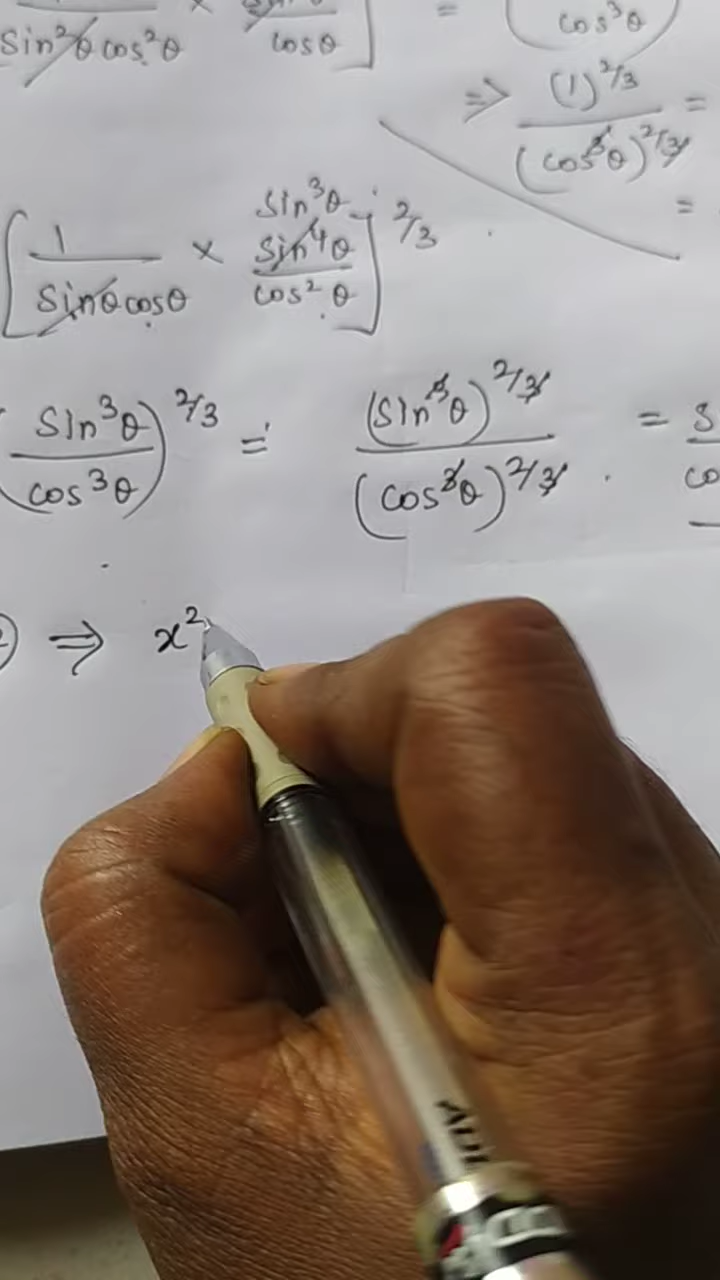 sin²θ cos²θ × cosθ ] = ( cos³θ )
⇒ (1)^2/3 / (cos³θ)^2/3 =
=
[ 1 / sinθ cosθ × sin³θ sin⁴θ / cos²θ ]^2/3
( sin³θ / cos³θ )^2/3 = (sin³θ)^2/3 / (cos³θ)^2/3 = s / co
⇒ x²